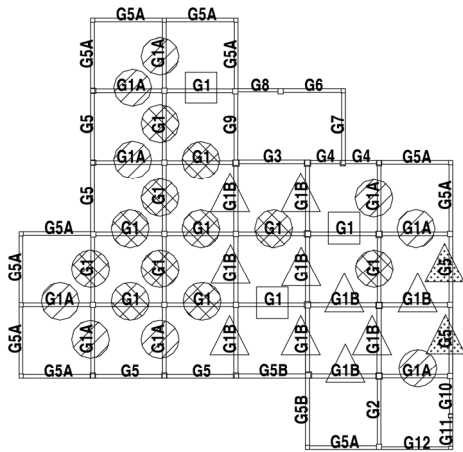 G5A G5A
G5A G1A G5A
G1A G1 G8 G6
G5 G1 G9 G7
G1A G1 G3 G4 G4 G5A
G5 G1 G1B G1B G1A G5A
G5A G1 G1 G1 G1 G1A
G5A G1 G1 G1B G1B G1 G5
G1A G1 G1 G1 G1B G1B
G5A G1A G1A G1B G1B G1B G5
G5A G5 G5 G5B G1B G1A
G5B G2 G10
G11
G5A G12